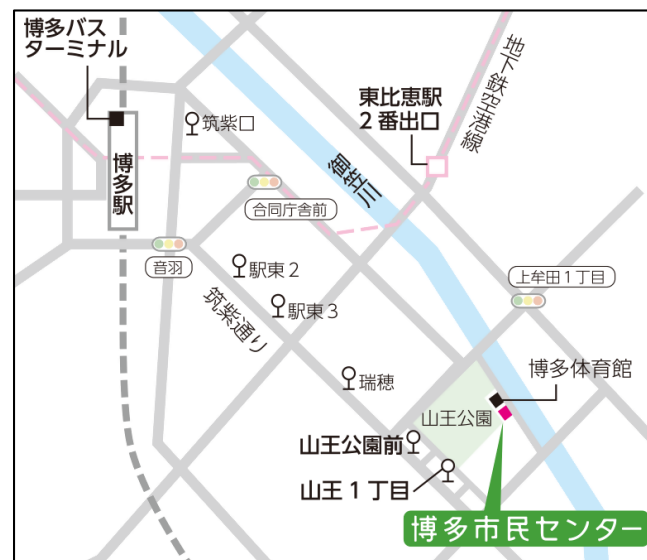 博多バス
ターミナル
筑紫口
東比恵駅
2番出口
地下鉄空港線
博多駅
御笠川
合同庁舎前
音羽
駅東2
駅東3
筑紫通り
上牟田1丁目
瑞穂
博多体育館
山王公園
山王公園前
山王1丁目
博多市民センター